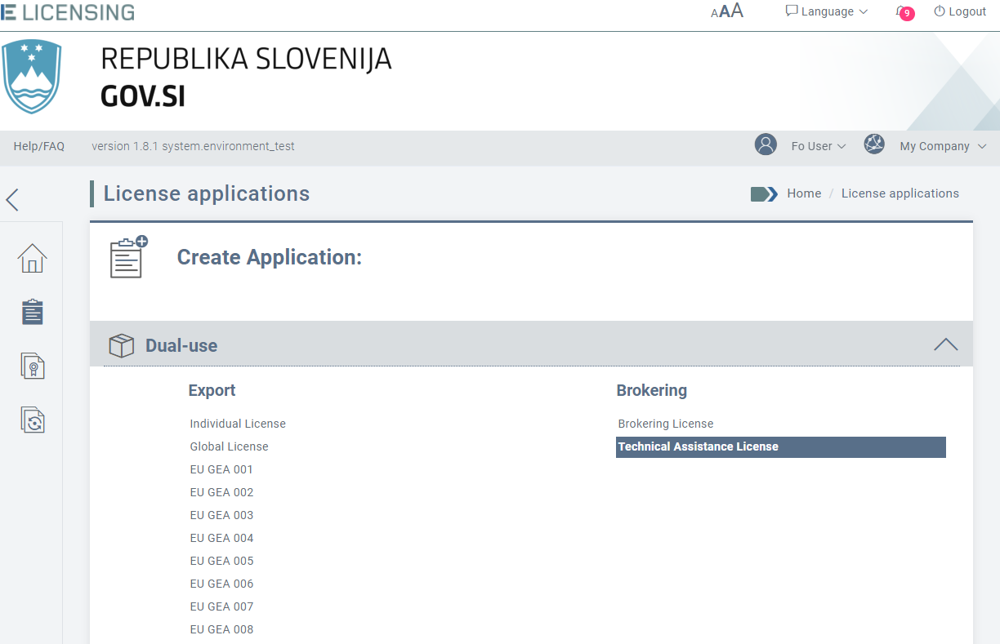 E LICENSING
AAA Language 9 Logout
REPUBLIKA SLOVENIJA
GOV.SI
Help/FAQ version 1.8.1 system.environment_test Fo User My Company
License applications
Home / License applications
Create Application:
Dual-use
Export
Individual License
Global License
EU GEA 001
EU GEA 002
EU GEA 003
EU GEA 004
EU GEA 005
EU GEA 006
EU GEA 007
EU GEA 008
Brokering
Brokering License
Technical Assistance License